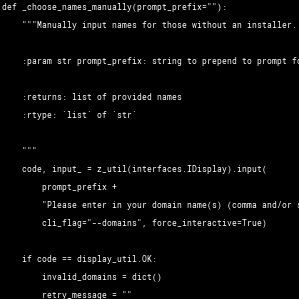 def _choose_names_manually(prompt_prefix=""):
"""Manually input names for those without an installer.
:param str prompt_prefix: string to prepend to prompt
:returns: list of provided names
:rtype: `list` of `str`
"""
code, input_ = z_util(interfaces.IDisplay).input(
prompt_prefix +
"Please enter in your domain name(s) (comma and/or
cli_flag="--domains", force_interactive=True)
if code == display_util.OK:
invalid_domains = dict()
retry_message = ""